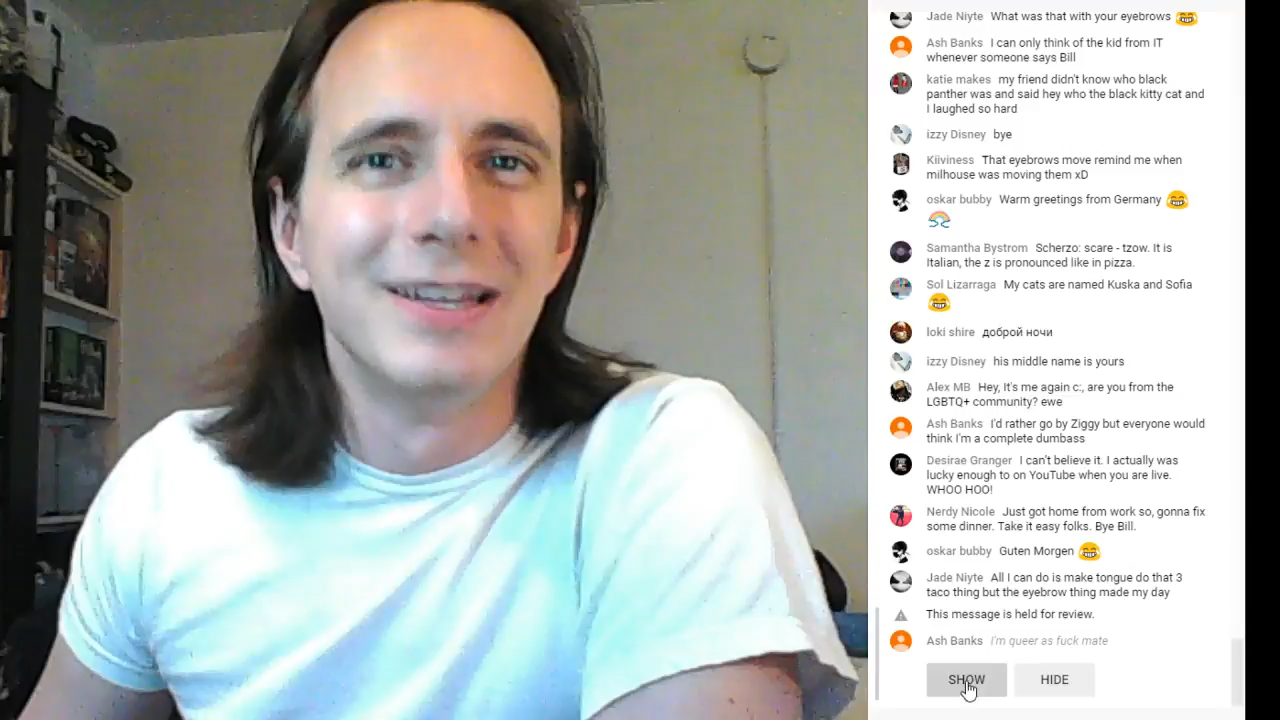 Jade Niyte What was that with your eyebrows 😂
Ash Banks I can only think of the kid from IT
whenever someone says Bill
katie makes my friend didn't know who black
panther was and said hey who the black kitty cat and
I laughed so hard
izzy Disney bye
Kiiviness That eyebrows move remind me when
milhouse was moving them xD
oskar bubby Warm greetings from Germany 😂
Samantha Bystrom Scherzo: scare - tzow. It is
Italian, the z is pronounced like in pizza.
Sol Lizarraga My cats are named Kuska and Sofia
😂
loki shire доброй ночи
izzy Disney his middle name is yours
Alex MB Hey, It's me again c:, are you from the
LGBTQ+ community? ewe
Ash Banks I'd rather go by Ziggy but everyone would
think I'm a complete dumbass
Desirae Granger I can't believe it. I actually was
lucky enough to on YouTube when you are live.
WHOO HOO!
Nerdy Nicole Just got home from work so, gonna fix
some dinner. Take it easy folks. Bye Bill.
oskar bubby Guten Morgen 😂
Jade Niyte All I can do is make tongue do that 3
taco thing but the eyebrow thing made my day
This message is held for review.
Ash Banks I'm queer as fuck mate
SHOW HIDE